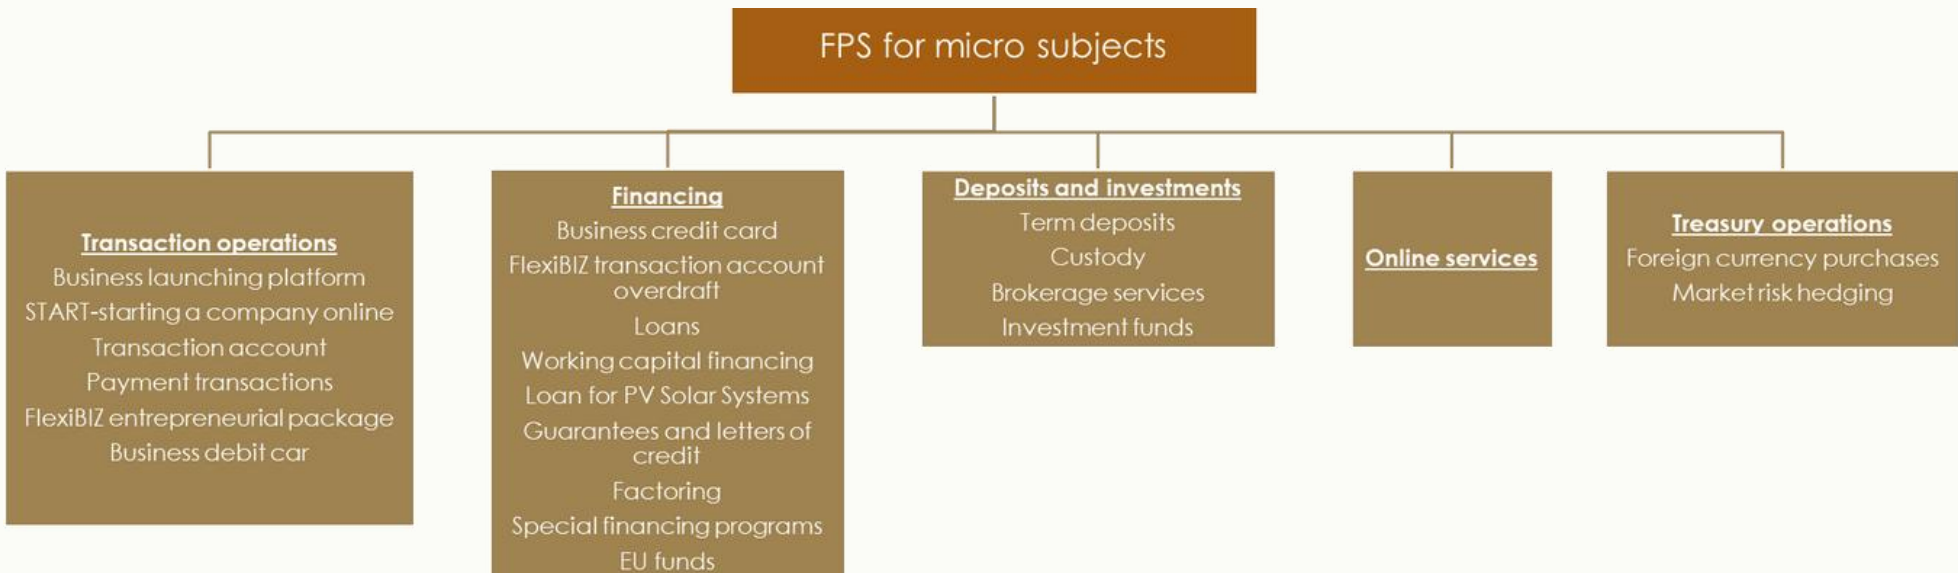 FPS for micro subjects
Transaction operations
Business launching platform
START-starting a company online
Transaction account
Payment transactions
FlexiBIZ entrepreneurial package
Business debit car
Financing
Business credit card
FlexiBIZ transaction account
overdraft
Loans
Working capital financing
Loan for PV Solar Systems
Guarantees and letters of
credit
Factoring
Special financing programs
EU funds
Deposits and investments
Term deposits
Custody
Brokerage services
Investment funds
Online services
Treasury operations
Foreign currency purchases
Market risk hedging